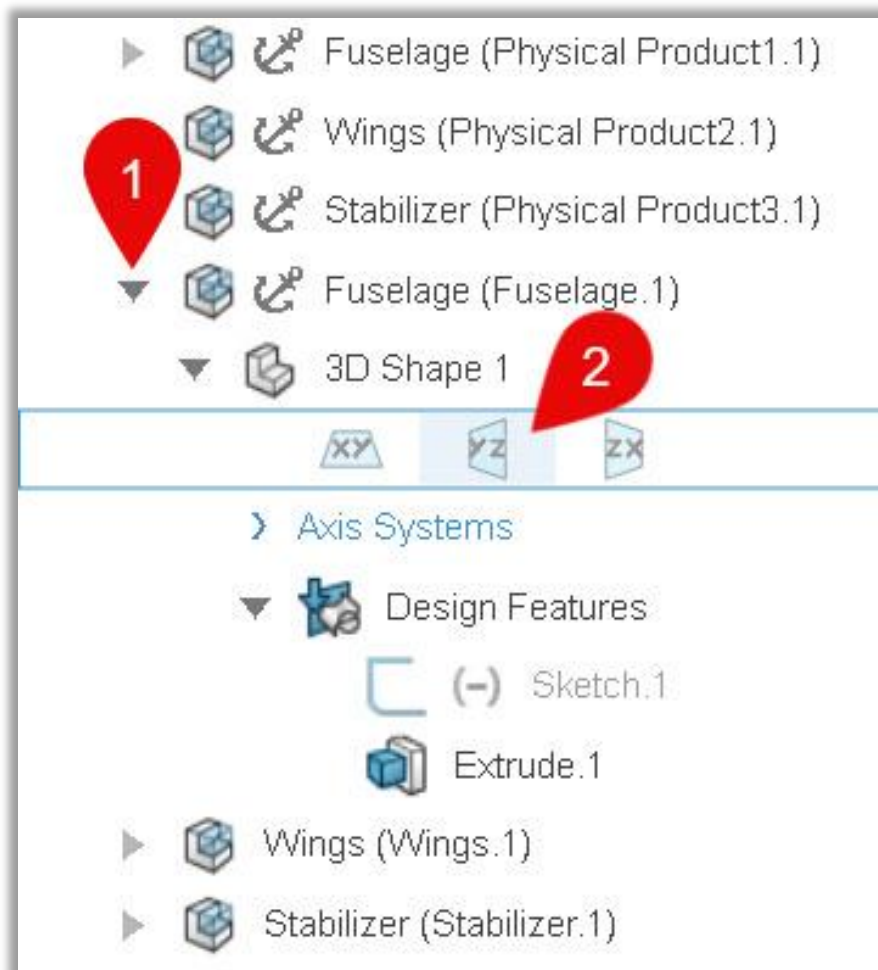 Fuselage (Physical Product1.1)
Wings (Physical Product2.1)
1
Stabilizer (Physical Product3.1)
Fuselage (Fuselage.1)
3D Shape 1
2
XY YZ ZX
Axis Systems
Design Features
(-) Sketch.1
Extrude.1
Wings (Wings.1)
Stabilizer (Stabilizer.1)